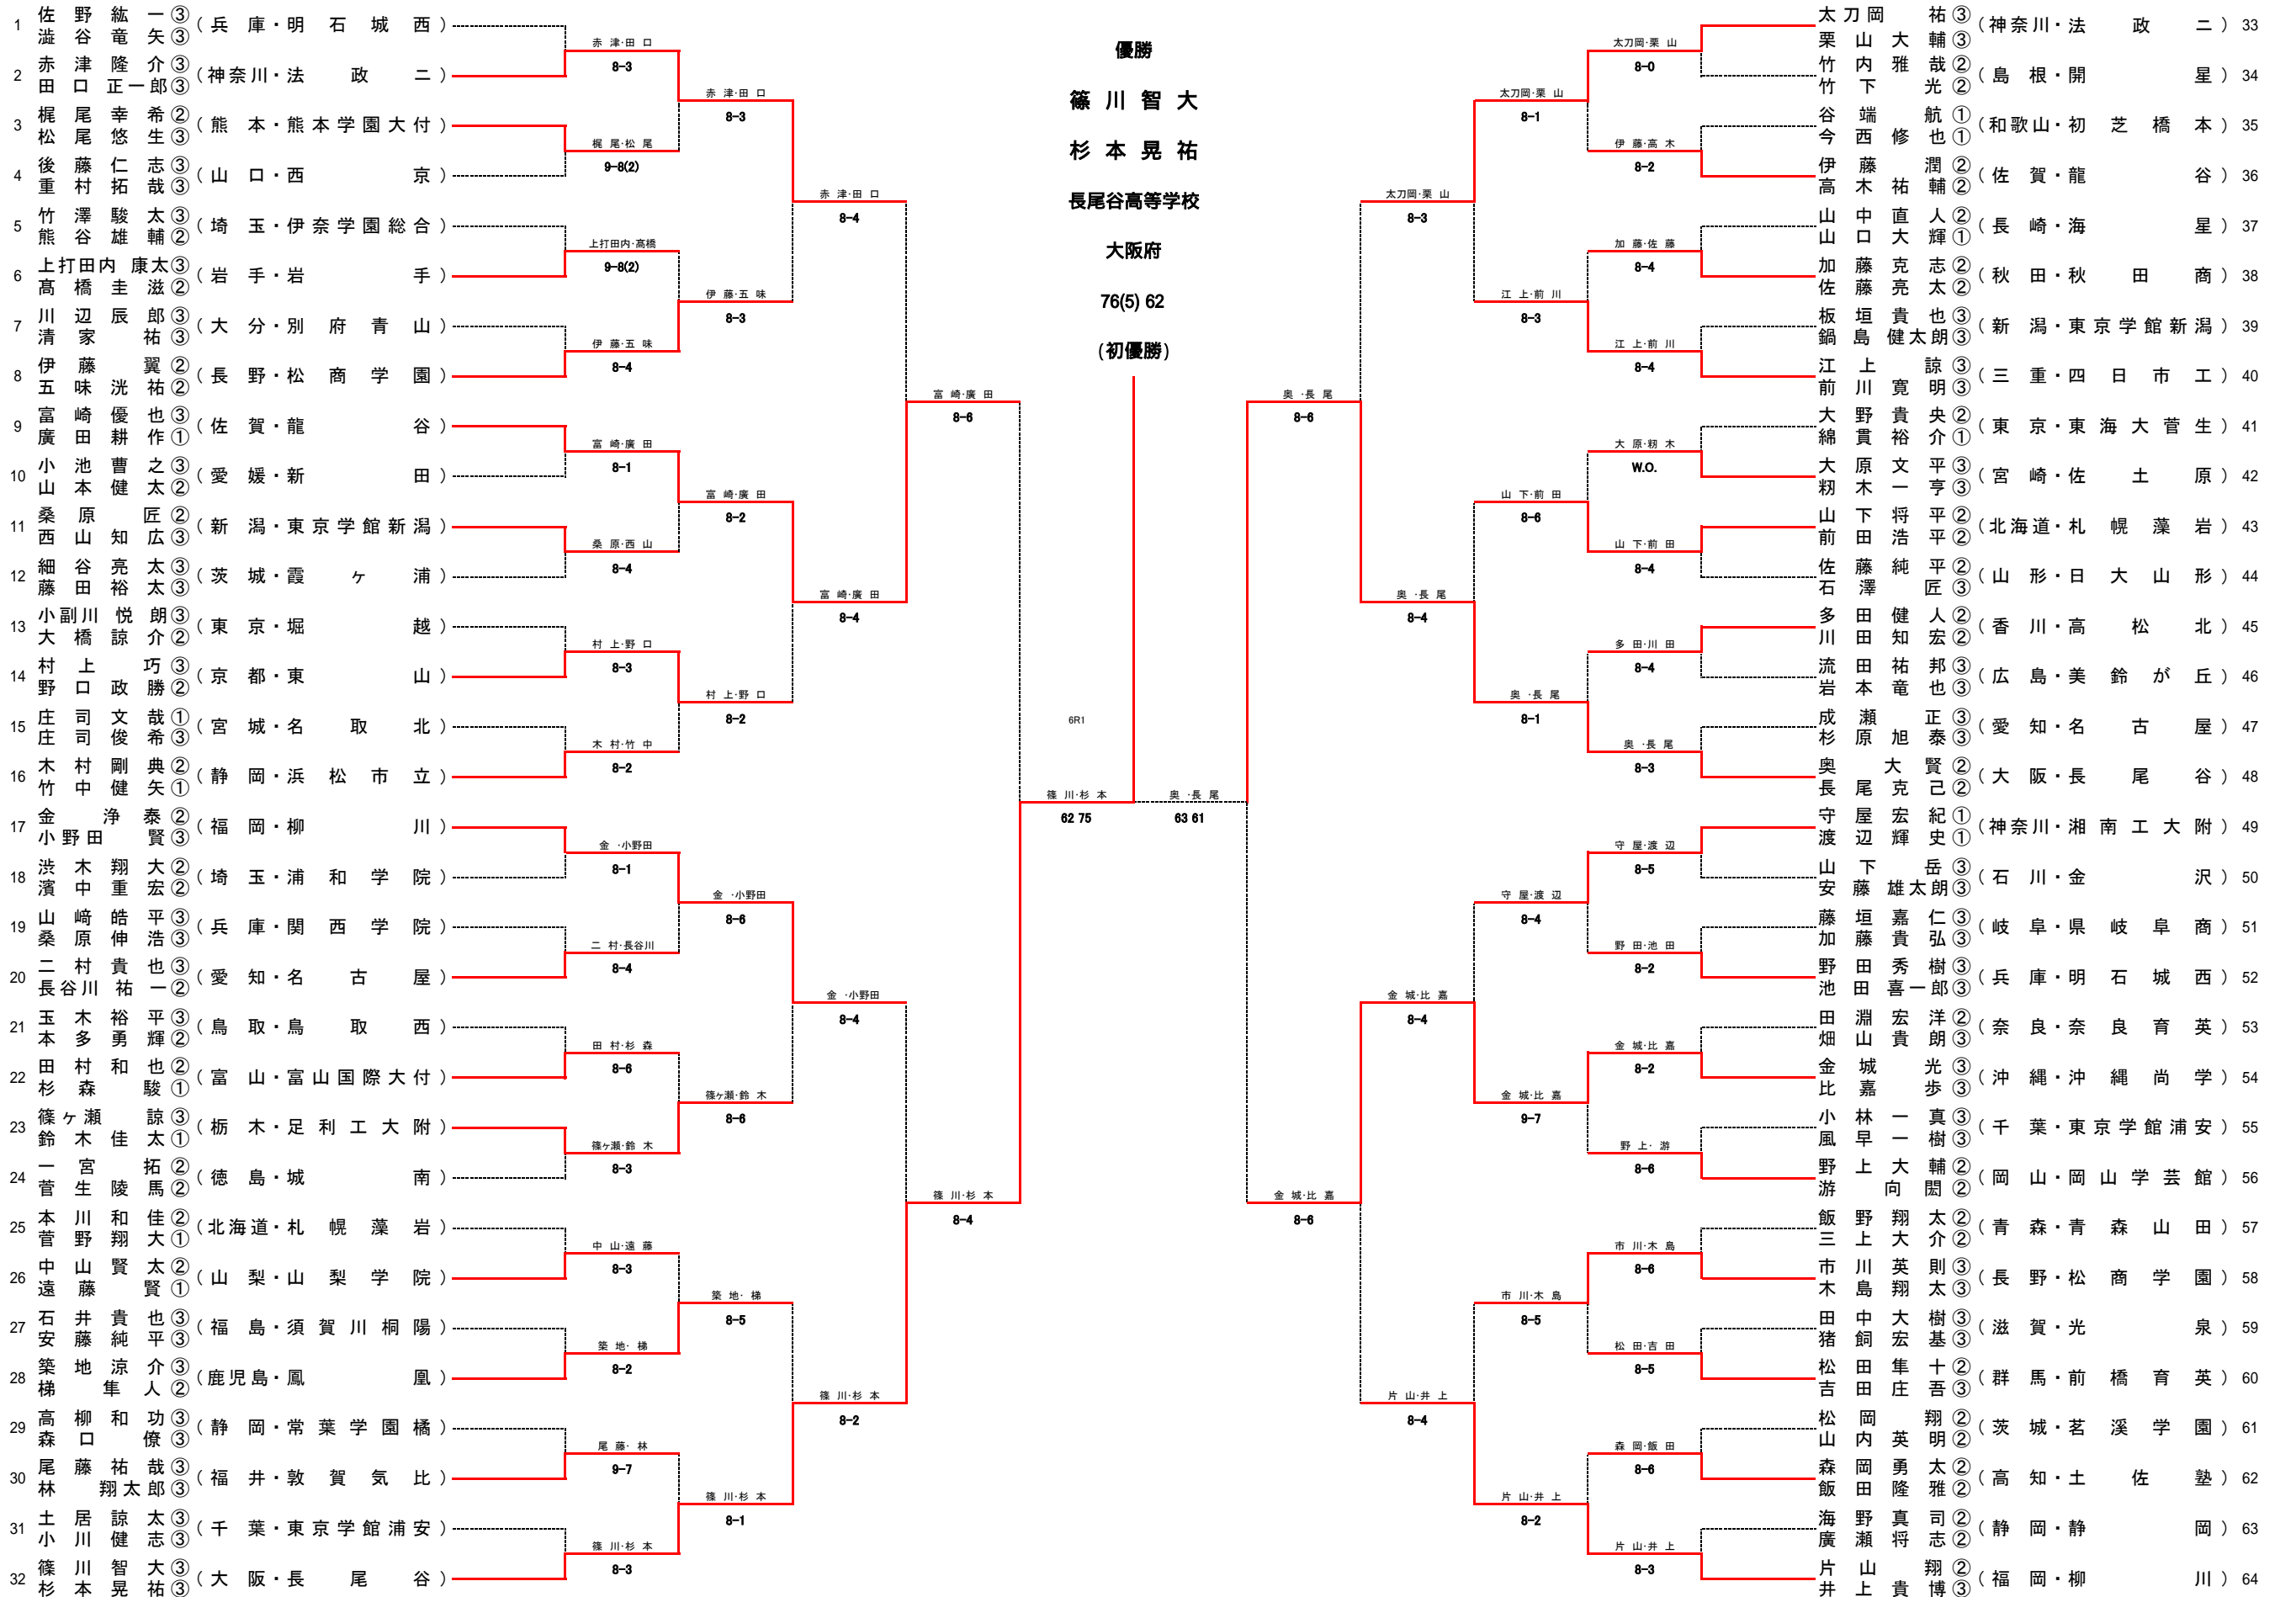 佐野紘一③
1 (兵庫・明石城西)
澁谷竜矢③
赤津隆介③
2 (神奈川・法政二)
田口正一郎③
梶尾幸希②
3 (熊本・熊本学園大付)
松尾悠生③
後藤仁志③
4 (山口・西京)
重村拓哉③
竹澤駿太③
5 (埼玉・伊奈学園総合)
熊谷雄輔②
上打田内康太③
6 (岩手・岩手)
髙橋圭滋②
川辺辰郎③
7 (大分・別府青山)
清家祐③
伊藤翼②
8 (長野・松商学園)
五味洸祐②
富崎優也③
9 (佐賀・龍谷)
廣田耕作①
小池曹之③
10 (愛媛・新田)
山本健太②
桑原匠②
11 (新潟・東京学館新潟)
西山知広③
細谷亮太③
12 (茨城・霞ヶ浦)
藤田裕太③
小副川悦朗③
13 (東京・堀越)
大橋諒介②
村上巧③
14 (京都・東山)
野口政勝②
庄司文哉①
15 (宮城・名取北)
庄司俊希③
木村剛典②
16 (静岡・浜松市立)
竹中健矢①
金浄泰②
17 (福岡・柳川)
小野田賢③
渋木翔大②
18 (埼玉・浦和学院)
濱中重宏②
山﨑皓平③
19 (兵庫・関西学院)
桑原伸浩③
二村貴也③
20 (愛知・名古屋)
長谷川祐一②
玉木裕平③
21 (鳥取・鳥取西)
本多勇輝②
田村和也②
22 (富山・富山国際大付)
杉森駿①
篠ヶ瀬諒③
23 (栃木・足利工大附)
鈴木佳太①
一宮拓②
24 (徳島・城南)
菅生陵馬②
本川和佳②
25 (北海道・札幌藻岩)
菅野翔大①
中山賢太②
26 (山梨・山梨学院)
遠藤賢①
石井貴也③
27 (福島・須賀川桐陽)
安藤純平③
築地涼介③
28 (鹿児島・鳳凰)
梯隼人②
高柳和功③
29 (静岡・常葉学園橘)
森口僚③
尾藤祐哉③
30 (福井・敦賀気比)
林翔太郎③
土居諒太③
31 (千葉・東京学館浦安)
小川健志③
篠川智大③
32 (大阪・長尾谷)
杉本晃祐③
赤津・田口
8-3
梶尾・松尾
9-8(2)
上打田内・髙橋
9-8(2)
伊藤・五味
8-4
富崎・廣田
8-1
桑原・西山
8-4
村上・野口
8-3
木村・竹中
8-2
金・小野田
8-1
二村・長谷川
8-4
田村・杉森
8-6
篠ヶ瀬・鈴木
8-3
中山・遠藤
8-3
築地・梯
8-2
尾藤・林
9-7
篠川・杉本
8-3
赤津・田口
8-3
伊藤・五味
8-3
富崎・廣田
8-2
村上・野口
8-2
金・小野田
8-6
篠ヶ瀬・鈴木
8-6
築地・梯
8-5
篠川・杉本
8-1
赤津・田口
8-4
富崎・廣田
8-4
金・小野田
8-4
篠川・杉本
8-2
富崎・廣田
8-6
篠川・杉本
8-4
優勝
篠川智大
杉本晃祐
長尾谷高等学校
大阪府
76(5) 62
(初優勝)
6R1
篠川・杉本
62 75
奥・長尾
63 61
奥・長尾
8-6
金城・比嘉
8-6
太刀岡・栗山
8-3
奥・長尾
8-4
金城・比嘉
8-4
片山・井上
8-4
太刀岡・栗山
8-1
江上・前川
8-3
山下・前田
8-6
奥・長尾
8-1
守屋・渡辺
8-4
金城・比嘉
9-7
市川・木島
8-5
片山・井上
8-2
太刀岡・栗山
8-0
伊藤・高木
8-2
加藤・佐藤
8-4
江上・前川
8-4
大原・籾木
W.O.
山下・前田
8-4
多田・川田
8-4
奥・長尾
8-3
守屋・渡辺
8-5
野田・池田
8-2
金城・比嘉
8-2
野上・游
8-6
市川・木島
8-6
松田・吉田
8-5
森岡・飯田
8-6
片山・井上
8-3
太刀岡祐③
(神奈川・法政二) 33
栗山大輔③
竹内雅哉②
(島根・開星) 34
竹下光②
谷端航①
(和歌山・初芝橋本) 35
今西修也①
伊藤潤②
(佐賀・龍谷) 36
高木祐輔②
山中直人②
(長崎・海星) 37
山口大輝①
加藤克志②
(秋田・秋田商) 38
佐藤亮太②
板垣貴也③
(新潟・東京学館新潟) 39
鍋島健太朗③
江上諒③
(三重・四日市工) 40
前川寛明③
大野貴央②
(東京・東海大菅生) 41
綿貫裕介①
大原文平③
(宮崎・佐土原) 42
籾木一亨③
山下将平②
(北海道・札幌藻岩) 43
前田浩平②
佐藤純平②
(山形・日大山形) 44
石澤匠③
多田健人②
(香川・高松北) 45
川田知宏②
流田祐邦③
(広島・美鈴が丘) 46
岩本竜也③
成瀬正③
(愛知・名古屋) 47
杉原旭泰③
奥大賢②
(大阪・長尾谷) 48
長尾克己②
守屋宏紀①
(神奈川・湘南工大附) 49
渡辺輝史①
山下岳③
(石川・金沢) 50
安藤雄太朗③
藤垣嘉仁③
(岐阜・県岐阜商) 51
加藤貴弘③
野田秀樹③
(兵庫・明石城西) 52
池田喜一郎③
田淵宏洋②
(奈良・奈良育英) 53
畑山貴朗③
金城光③
(沖縄・沖縄尚学) 54
比嘉歩③
小林一真③
(千葉・東京学館浦安) 55
風早一樹③
野上大輔②
(岡山・岡山学芸館) 56
游向閎②
飯野翔太②
(青森・青森山田) 57
三上大介②
市川英則③
(長野・松商学園) 58
木島翔太③
田中大樹③
(滋賀・光泉) 59
猪飼宏基③
松田隼十②
(群馬・前橋育英) 60
吉田庄吾③
松岡翔②
(茨城・茗溪学園) 61
山内英明②
森岡勇太②
(高知・土佐塾) 62
飯田隆雅②
海野真司②
(静岡・静岡) 63
廣瀬将志②
片山翔②
(福岡・柳川) 64
井上貴博③